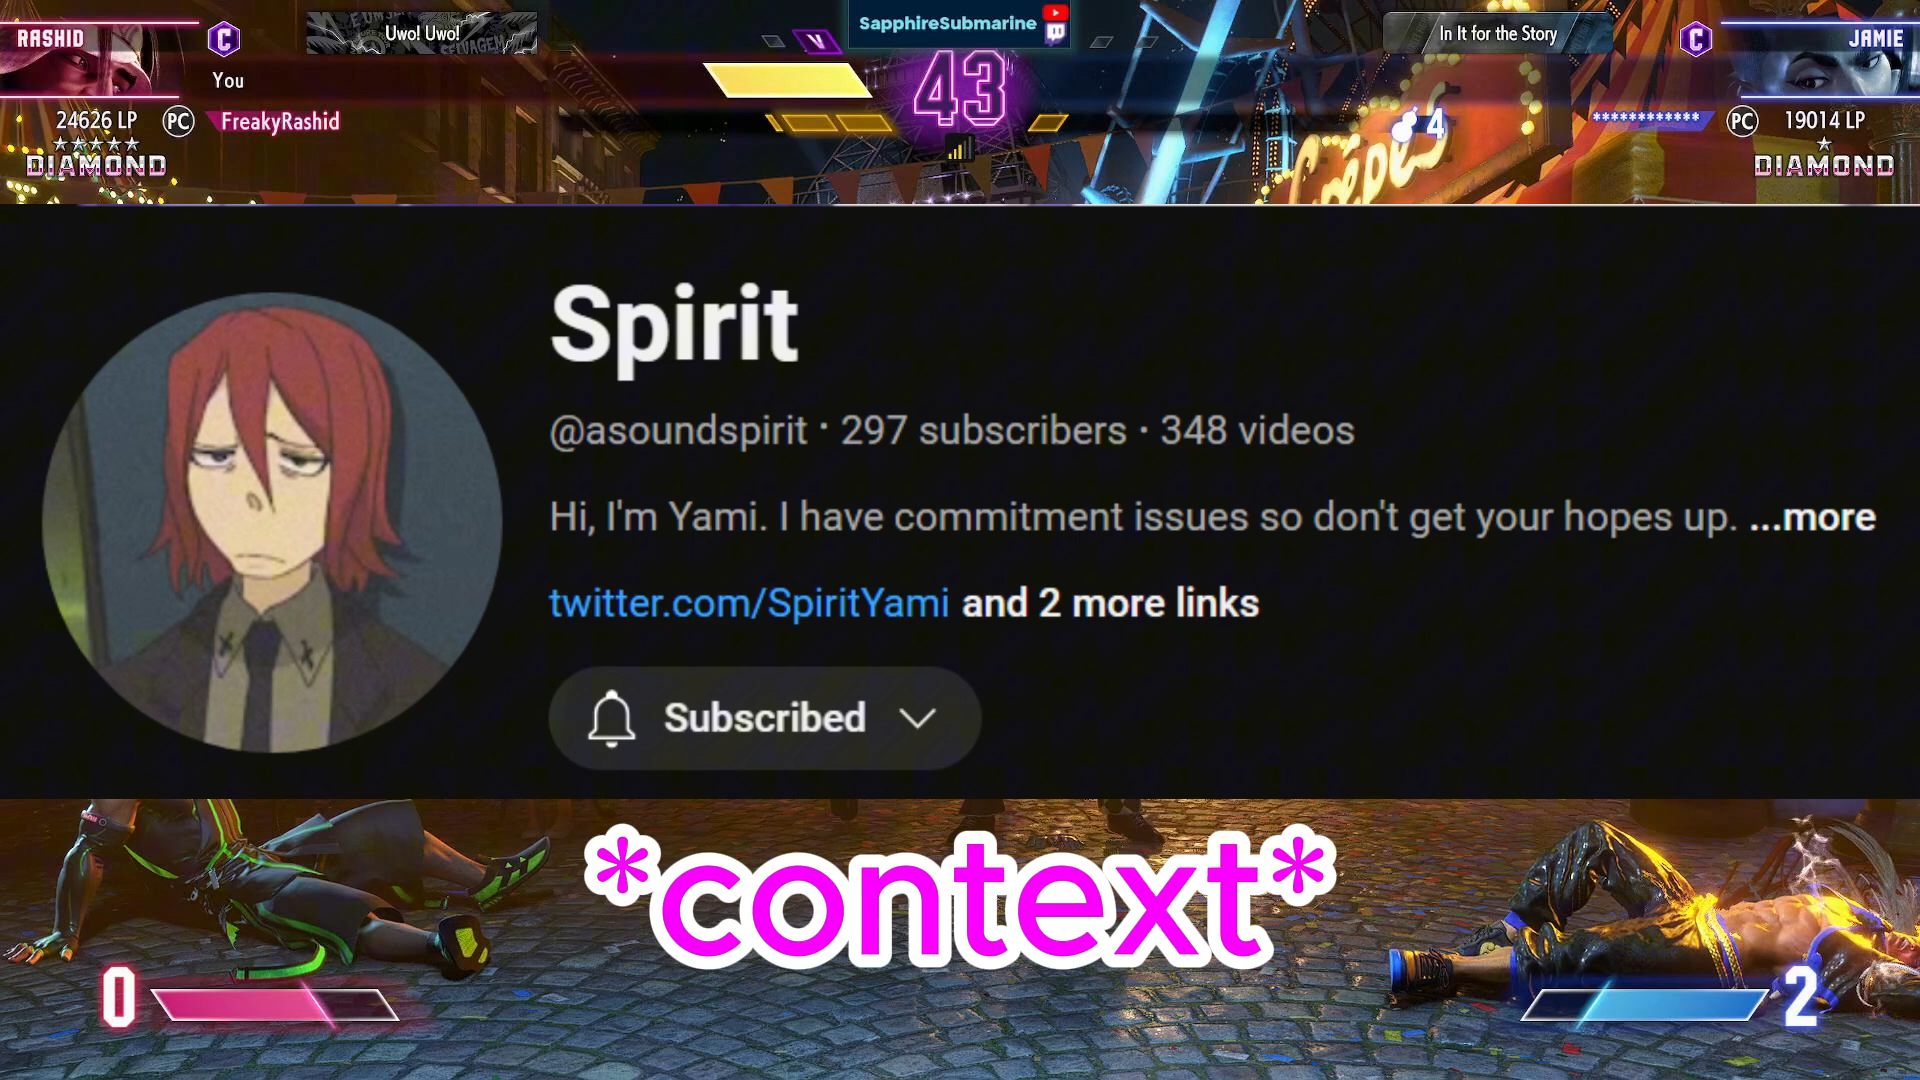 RASHID
C
Uwo! Uwo!
V
SapphireSubmarine
In It for the Story
C
JAMIE
You
43
24626 LP
PC
FreakyRashid
4
************
PC
19014 LP
DIAMOND
Crêpes
DIAMOND
Spirit
@asoundspirit · 297 subscribers · 348 videos
Hi, I'm Yami. I have commitment issues so don't get your hopes up. ...more
twitter.com/SpiritYami and 2 more links
Subscribed
*context*
0
2